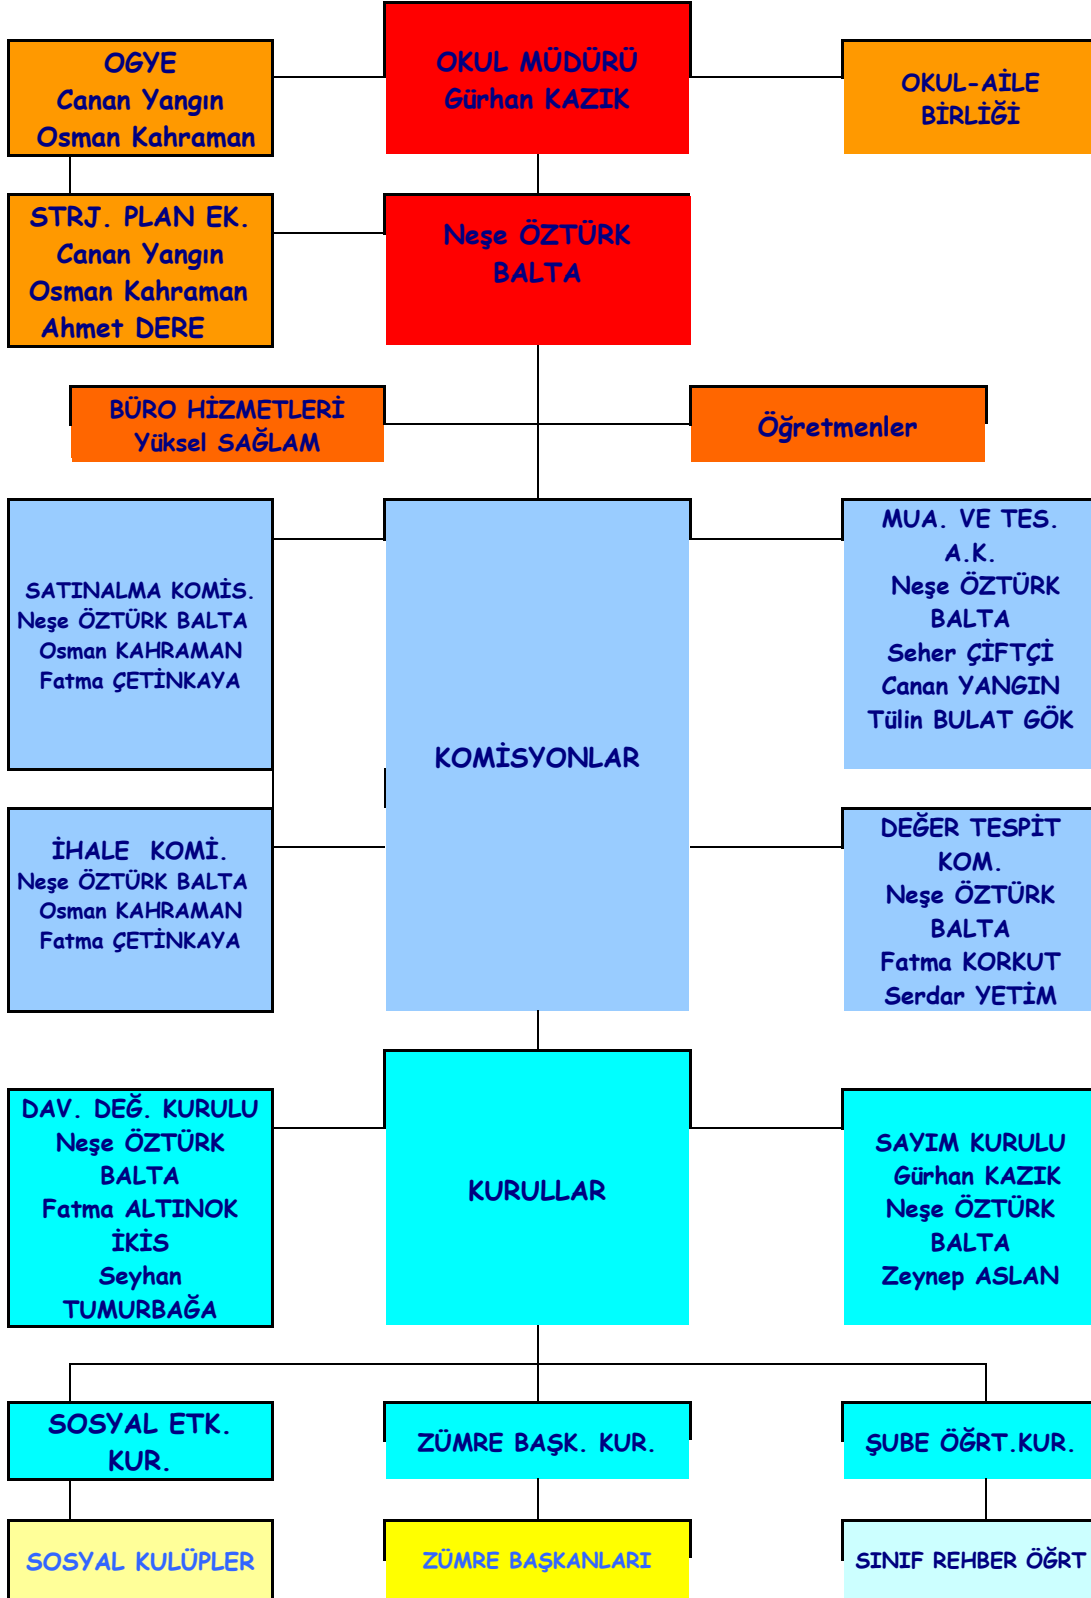 OGYE
Canan Yangın
Osman Kahraman
OKUL MÜDÜRÜ
Gürhan KAZIK
OKUL-AİLE
BİRLİĞİ
STRJ. PLAN EK.
Canan Yangın
Osman Kahraman
Ahmet DERE
Neşe ÖZTÜRK
BALTA
BÜRO HİZMETLERİ
Yüksel SAĞLAM
Öğretmenler
SATINALMA KOMİS.
Neşe ÖZTÜRK BALTA
Osman KAHRAMAN
Fatma ÇETİNKAYA
KOMİSYONLAR
MUA. VE TES.
A.K.
Neşe ÖZTÜRK
BALTA
Seher ÇİFTÇİ
Canan YANGIN
Tülin BULAT GÖK
İHALE  KOMİ.
Neşe ÖZTÜRK BALTA
Osman KAHRAMAN
Fatma ÇETİNKAYA
DEĞER TESPİT
KOM.
Neşe ÖZTÜRK
BALTA
Fatma KORKUT
Serdar YETİM
DAV. DEĞ. KURULU
Neşe ÖZTÜRK
BALTA
Fatma ALTINOK
İKİS
Seyhan
TUMURBAĞA
KURULLAR
SAYIM KURULU
Gürhan KAZIK
Neşe ÖZTÜRK
BALTA
Zeynep ASLAN
SOSYAL ETK.
KUR.
ZÜMRE BAŞK. KUR.
ŞUBE ÖĞRT.KUR.
SOSYAL KULÜPLER
ZÜMRE BAŞKANLARI
SINIF REHBER ÖĞRT